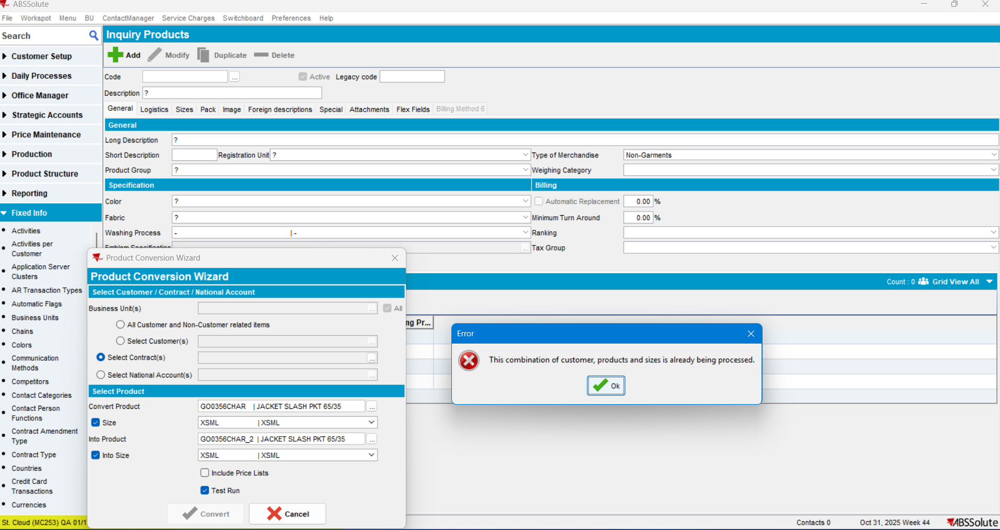 ABSSolute
File Workspot Menu BU ContactManager Service Charges Switchboard Preferences Help
Search
Inquiry Products
Add Modify Duplicate Delete
Customer Setup
Daily Processes
Office Manager
Strategic Accounts
Price Maintenance
Production
Product Structure
Reporting
Fixed Info
Activities
Activities per
Customer
Application Server
Clusters
AR Transaction Types
Automatic Flags
Business Units
Chains
Colors
Communication
Methods
Competitors
Contact Categories
Contact Person
Functions
Contract Amendment
Type
Contract Type
Countries
Credit Card
Transactions
Currencies
Code ... Active Legacy code
Description ?
General Logistics Sizes Pack Image Foreign descriptions Special Attachments Flex Fields Billing Method 6
General
Long Description ?
Short Description Registration Unit ? Type of Merchandise Non-Garments
Product Group ? Weighing Category
Specification Billing
Color ? Automatic Replacement 0.00 %
Fabric ? Minimum Turn Around 0.00 %
Washing Process - | - Ranking
Emblem Specification ... Tax Group
Count : 0 Grid View All
ng Pr...
Product Conversion Wizard
Product Conversion Wizard
Select Customer / Contract / National Account
Business Unit(s) ... All
All Customer and Non-Customer related items
Select Customer(s) ...
Select Contract(s) ...
Select National Account(s) ...
Select Product
Convert Product GO0356CHAR | JACKET SLASH PKT 65/35 ...
Size XSML | XSML
Into Product GO0356CHAR_2 | JACKET SLASH PKT 65/35 ...
Into Size XSML | XSML
Include Price Lists
Test Run
Convert Cancel
Error
This combination of customer, products and sizes is already being processed.
Ok
St. Cloud (MC253) QA 01/1
Contacts 0 Oct 31, 2025 Week 44 ABSSolute